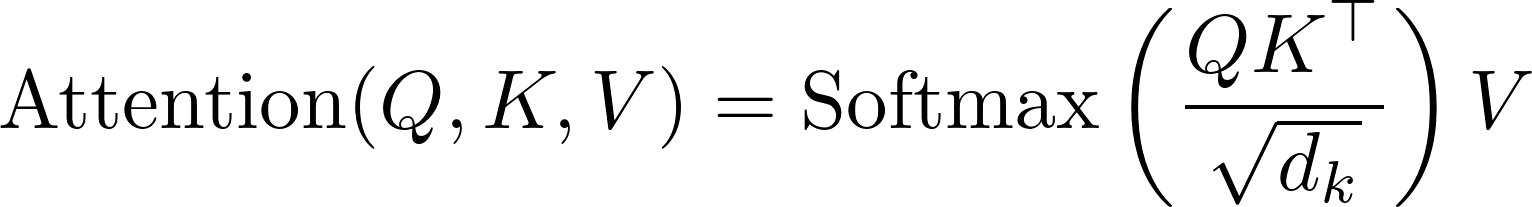 Attention(Q, K, V) = Softmax(QK^⊤ / √d_k) V